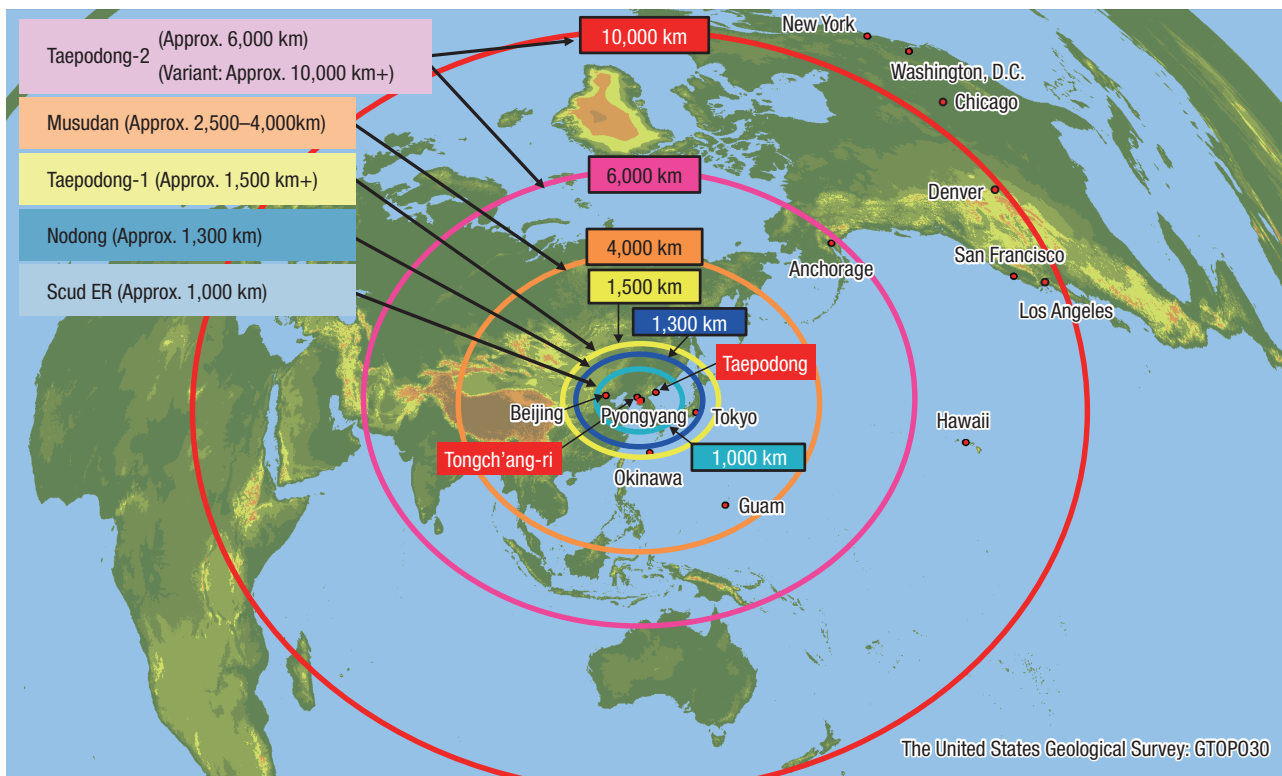 Taepodong-2
(Approx. 6,000 km)
(Variant: Approx. 10,000 km+)
Musudan (Approx. 2,500–4,000km)
Taepodong-1 (Approx. 1,500 km+)
Nodong (Approx. 1,300 km)
Scud ER (Approx. 1,000 km)
10,000 km
New York
Washington, D.C.
Chicago
6,000 km
Denver
4,000 km
San Francisco
Anchorage
1,500 km
Los Angeles
1,300 km
Taepodong
Beijing
Pyongyang
Tokyo
Hawaii
Tongch'ang-ri
1,000 km
Okinawa
Guam
The United States Geological Survey: GTOPO30